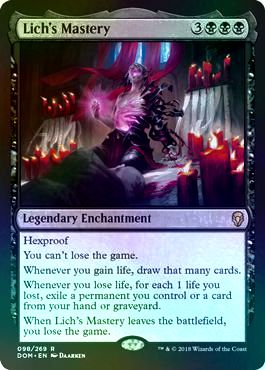 Lich's Mastery 3
Legendary Enchantment
Hexproof
You can't lose the game.
Whenever you gain life, draw that many cards.
Whenever you lose life, for each 1 life you
lost, exile a permanent you control or a card
from your hand or graveyard.
When Lich's Mastery leaves the battlefield,
you lose the game.
098/269 R
DOM • EN DAARKEN
™ & © 2018 Wizards of the Coast